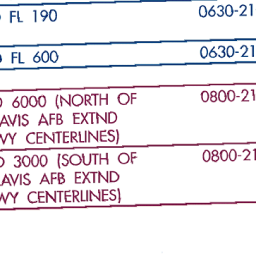 FL 190 0630-21
FL 600 0630-21
6000 (NORTH OF 0800-21
AVIS AFB EXTND
WY CENTERLINES)
3000 (SOUTH OF 0800-21
AVIS AFB EXTND
WY CENTERLINES)